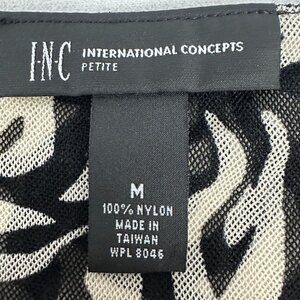 I·N·C INTERNATIONAL CONCEPTS
PETITE
M
100% NYLON
MADE IN
TAIWAN
WPL 8046